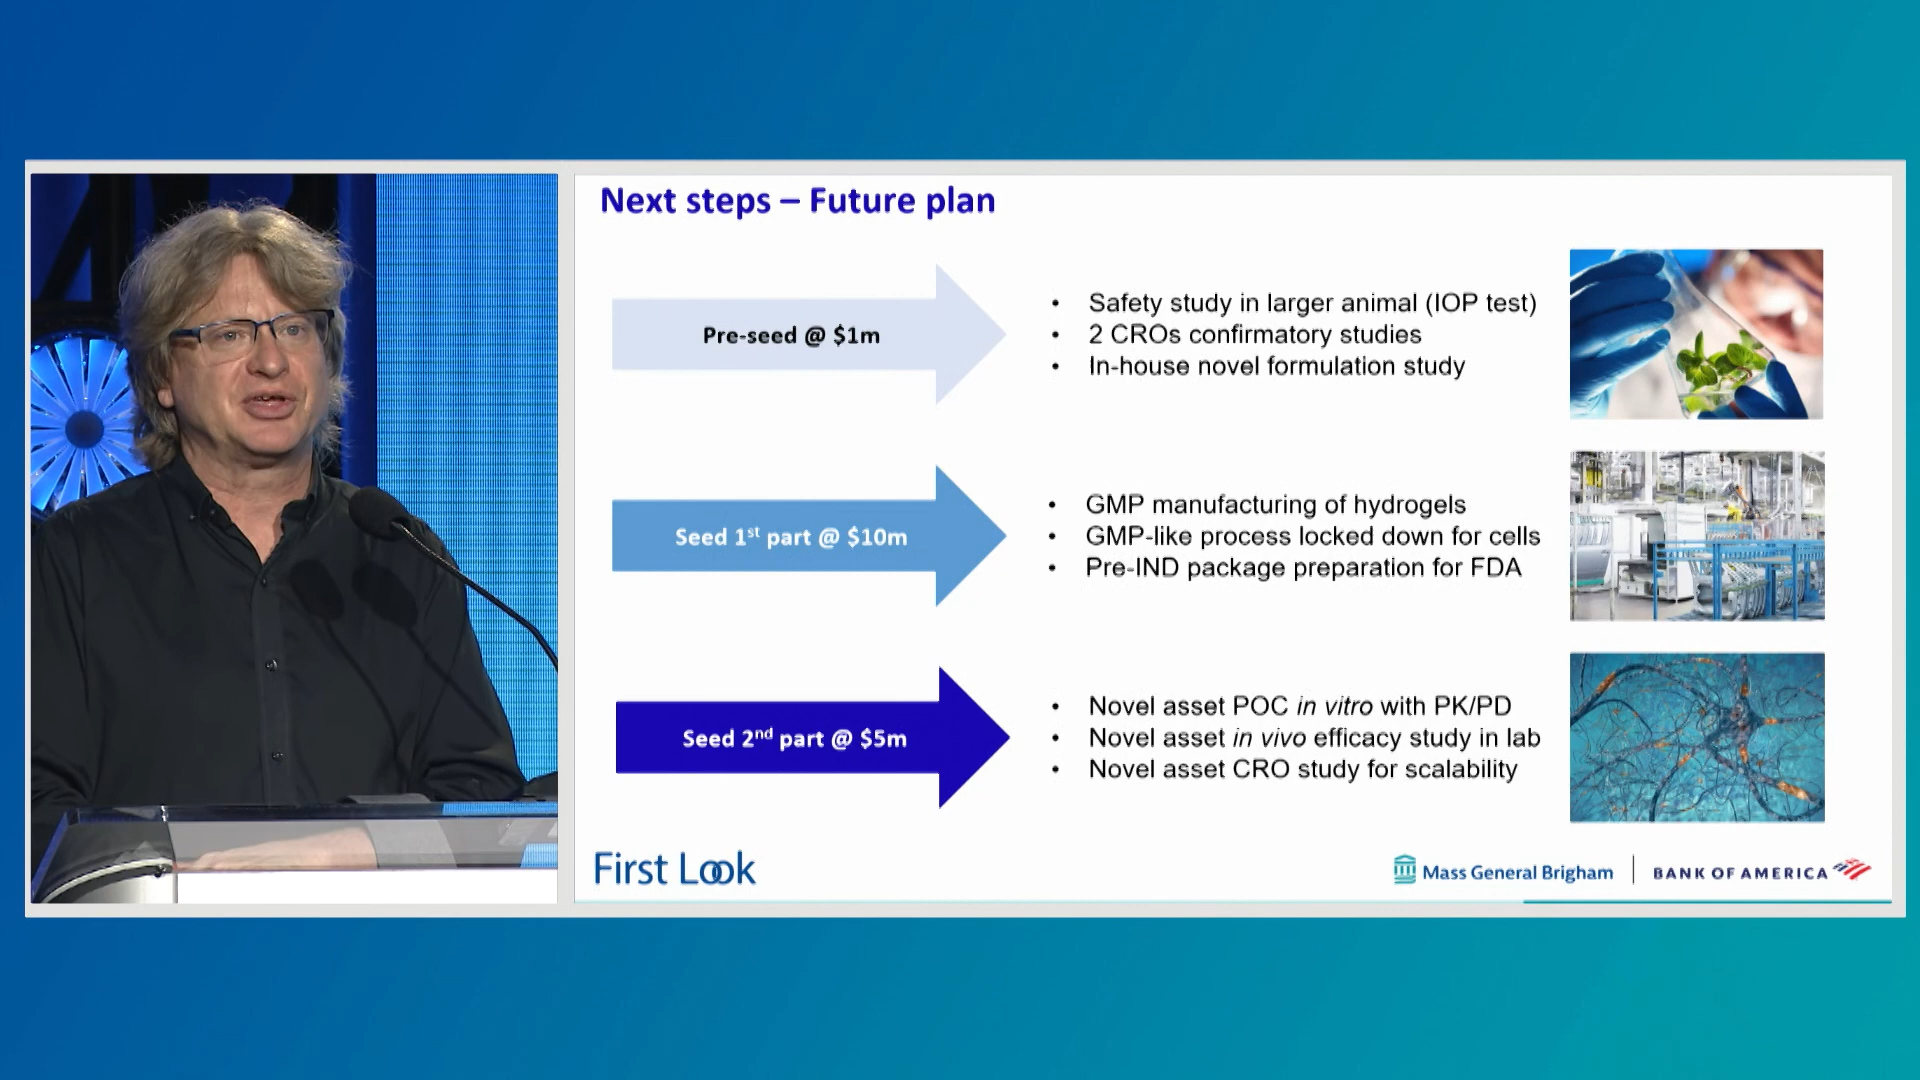 Next steps – Future plan
Pre-seed @ $1m
• Safety study in larger animal (IOP test)
• 2 CROs confirmatory studies
• In-house novel formulation study
Seed 1st part @ $10m
• GMP manufacturing of hydrogels
• GMP-like process locked down for cells
• Pre-IND package preparation for FDA
Seed 2nd part @ $5m
• Novel asset POC in vitro with PK/PD
• Novel asset in vivo efficacy study in lab
• Novel asset CRO study for scalability
First Look
Mass General Brigham
BANK OF AMERICA